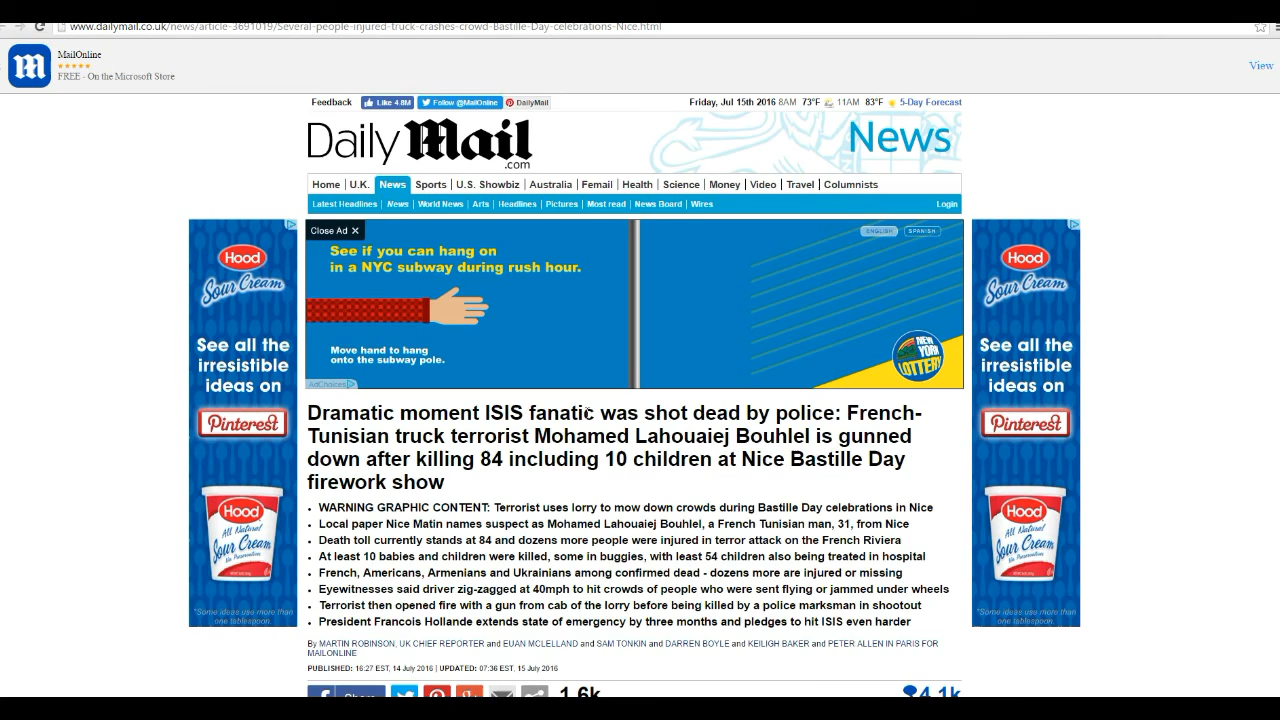 www.dailymail.co.uk/news/article-3691019/Several-people-injured-truck-crashes-crowd-Bastille-Day-celebrations-Nice.html
MailOnline
FREE - On the Microsoft Store
View
Feedback Like 4.8M Follow @MailOnline DailyMail
Friday, Jul 15th 2016 8AM 73°F 11AM 83°F 5-Day Forecast
Daily Mail .com
News
Home U.K. News Sports U.S. Showbiz Australia Femail Health Science Money Video Travel Columnists
Latest Headlines News World News Arts Headlines Pictures Most read News Board Wires Login
Close Ad X
ENGLISH SPANISH
See if you can hang on
in a NYC subway during rush hour.
Move hand to hang
onto the subway pole.
NEW YORK LOTTERY
AdChoices
Hood
Sour Cream
See all the
irresistible
ideas on
Pinterest
Hood
All Natural
Sour Cream
No Preservatives
*Some ideas use more than
one tablespoon.
Hood
Sour Cream
See all the
irresistible
ideas on
Pinterest
Hood
All Natural
Sour Cream
No Preservatives
*Some ideas use more than
one tablespoon.
Dramatic moment ISIS fanatic was shot dead by police: French-
Tunisian truck terrorist Mohamed Lahouaiej Bouhlel is gunned
down after killing 84 including 10 children at Nice Bastille Day
firework show
WARNING GRAPHIC CONTENT: Terrorist uses lorry to mow down crowds during Bastille Day celebrations in Nice
Local paper Nice Matin names suspect as Mohamed Lahouaiej Bouhlel, a French Tunisian man, 31, from Nice
Death toll currently stands at 84 and dozens more people were injured in terror attack on the French Riviera
At least 10 babies and children were killed, some in buggies, with least 54 children also being treated in hospital
French, Americans, Armenians and Ukrainians among confirmed dead - dozens more are injured or missing
Eyewitnesses said driver zig-zagged at 40mph to hit crowds of people who were sent flying or jammed under wheels
Terrorist then opened fire with a gun from cab of the lorry before being killed by a police marksman in shootout
President Francois Hollande extends state of emergency by three months and pledges to hit ISIS even harder
By MARTIN ROBINSON, UK CHIEF REPORTER and EUAN MCLELLAND and SAM TONKIN and DARREN BOYLE and KEILIGH BAKER and PETER ALLEN IN PARIS FOR
MAILONLINE
PUBLISHED: 16:27 EST, 14 July 2016 | UPDATED: 07:36 EST, 15 July 2016
Share 1.6k 4.1k